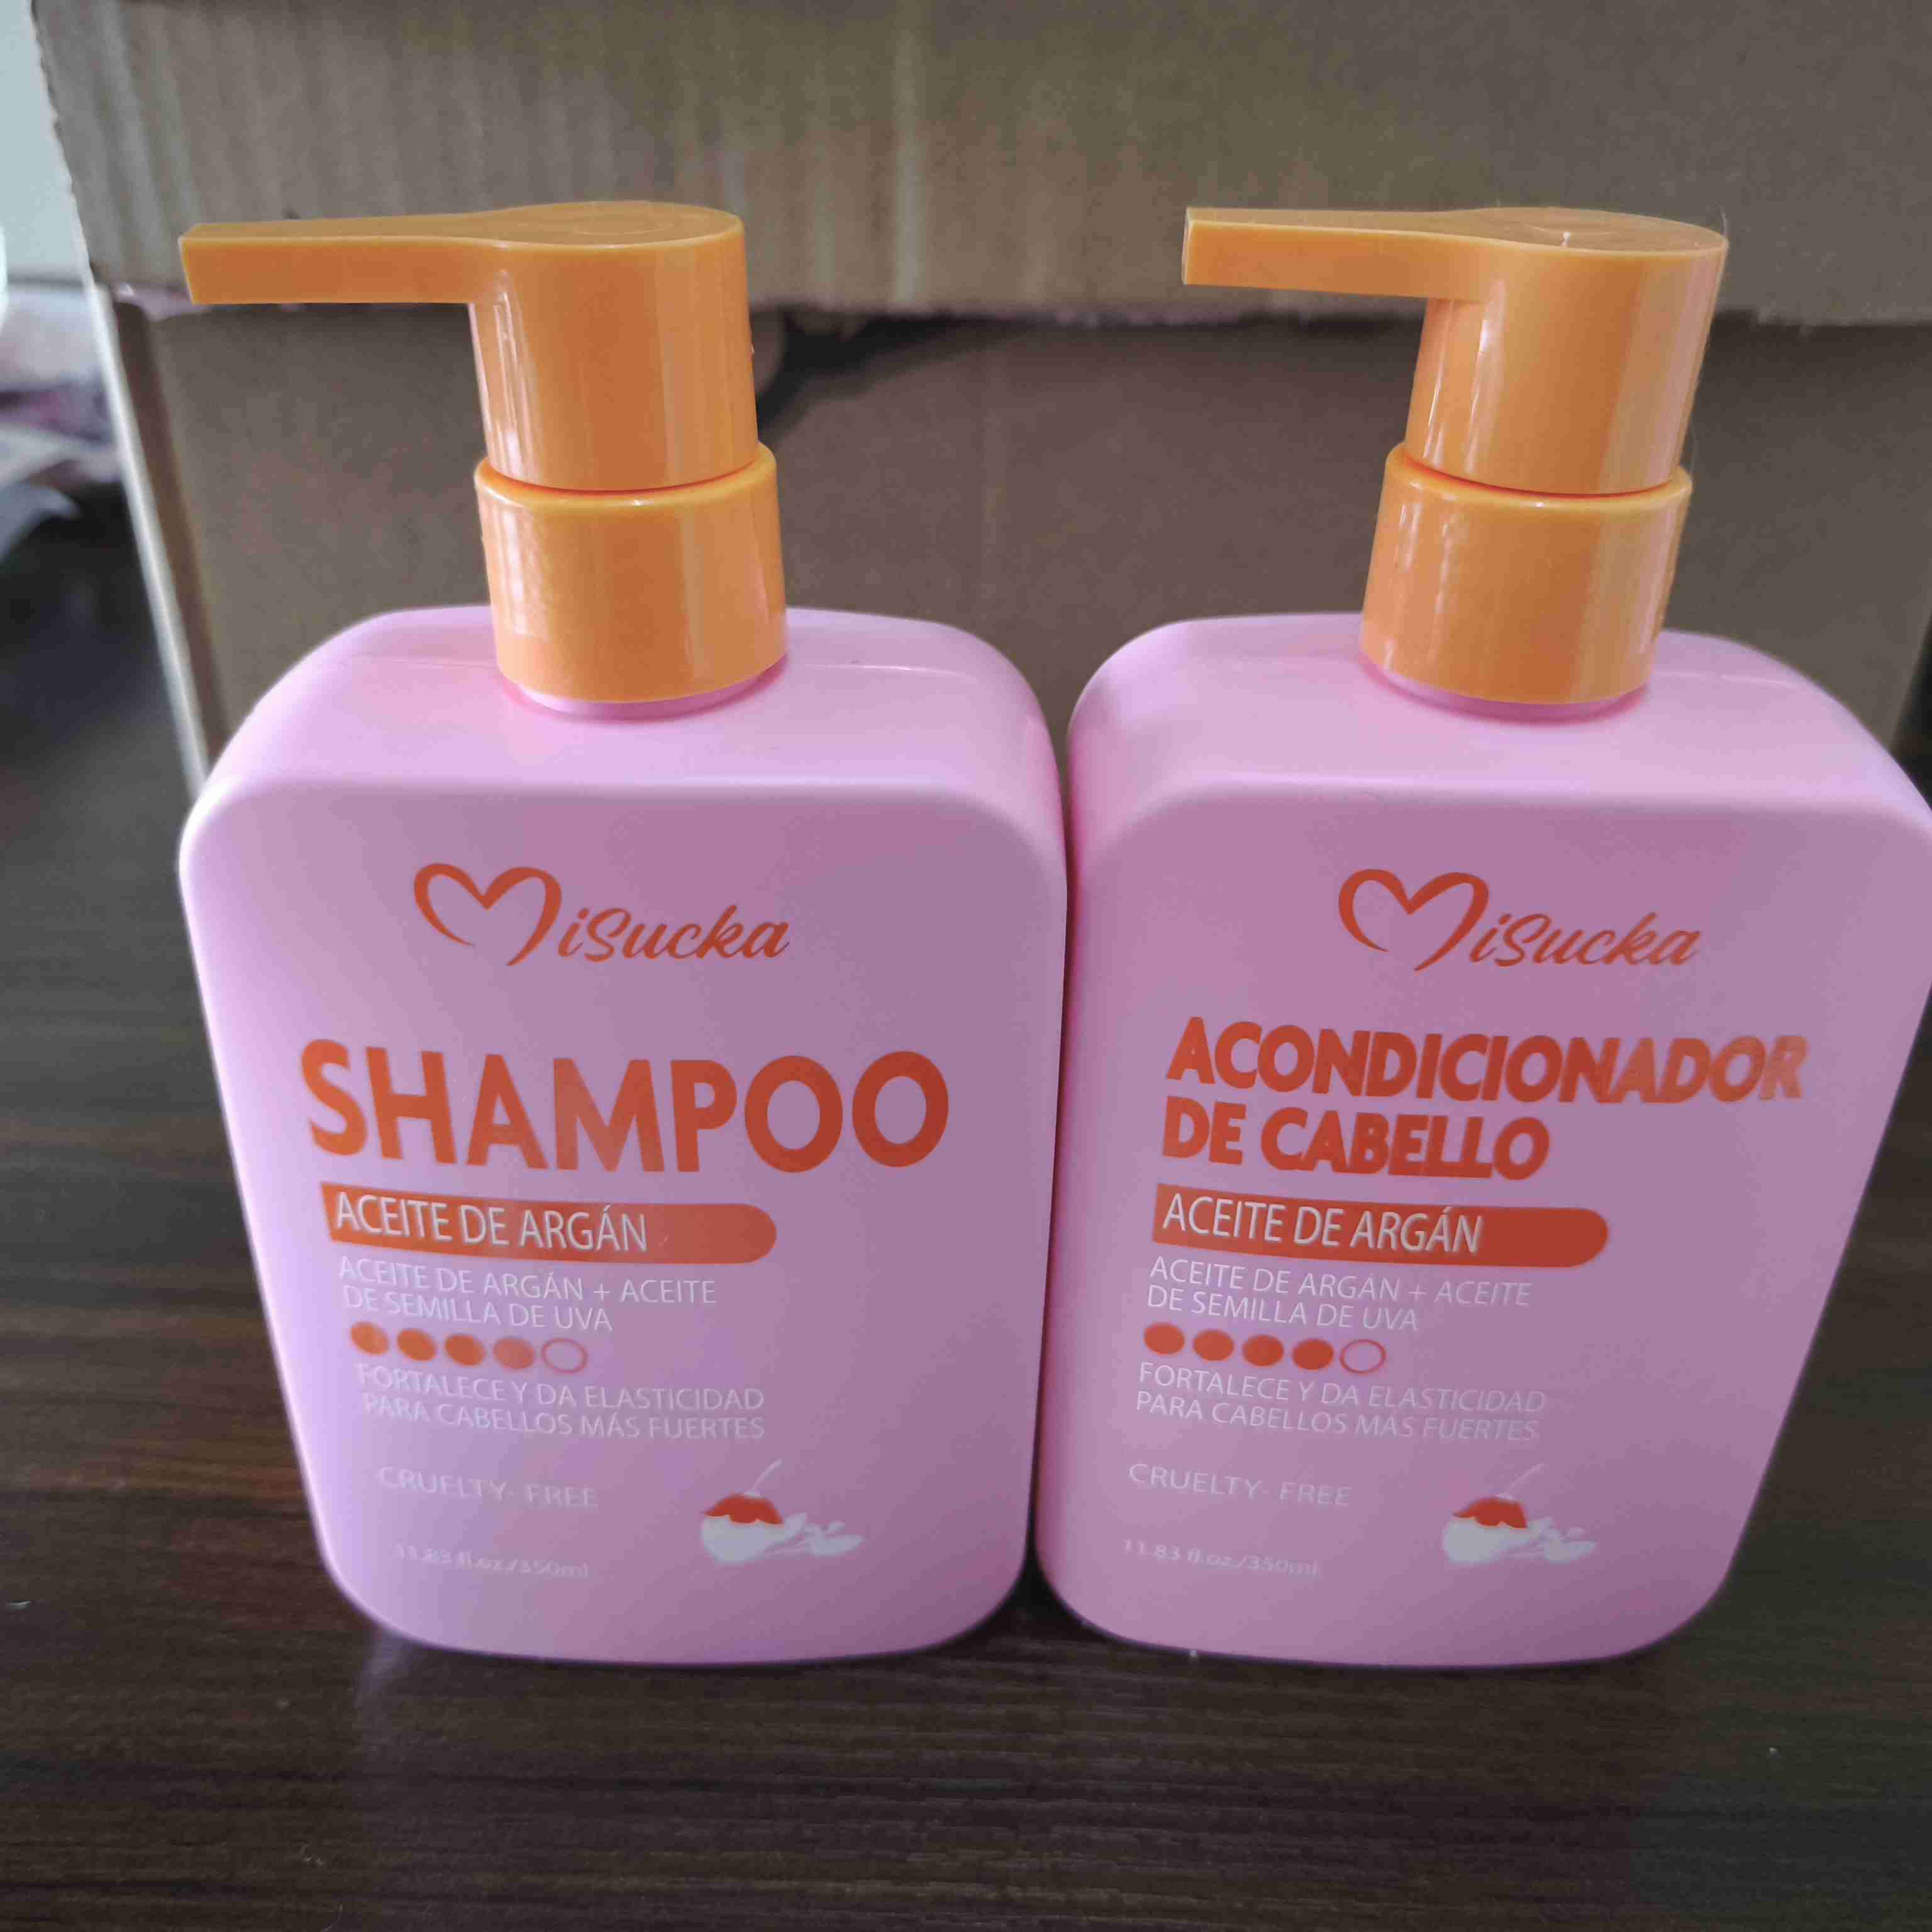 MiSucka
SHAMPOO
ACEITE DE ARGÁN
ACEITE DE ARGÁN + ACEITE
DE SEMILLA DE UVA
FORTALECE Y DA ELASTICIDAD
PARA CABELLOS MÁS FUERTES
CRUELTY- FREE
11.83 fl.oz./350ml
MiSucka
ACONDICIONADOR
DE CABELLO
ACEITE DE ARGÁN
ACEITE DE ARGÁN + ACEITE
DE SEMILLA DE UVA
FORTALECE Y DA ELASTICIDAD
PARA CABELLOS MÁS FUERTES
CRUELTY- FREE
11.83 fl.oz./350ml